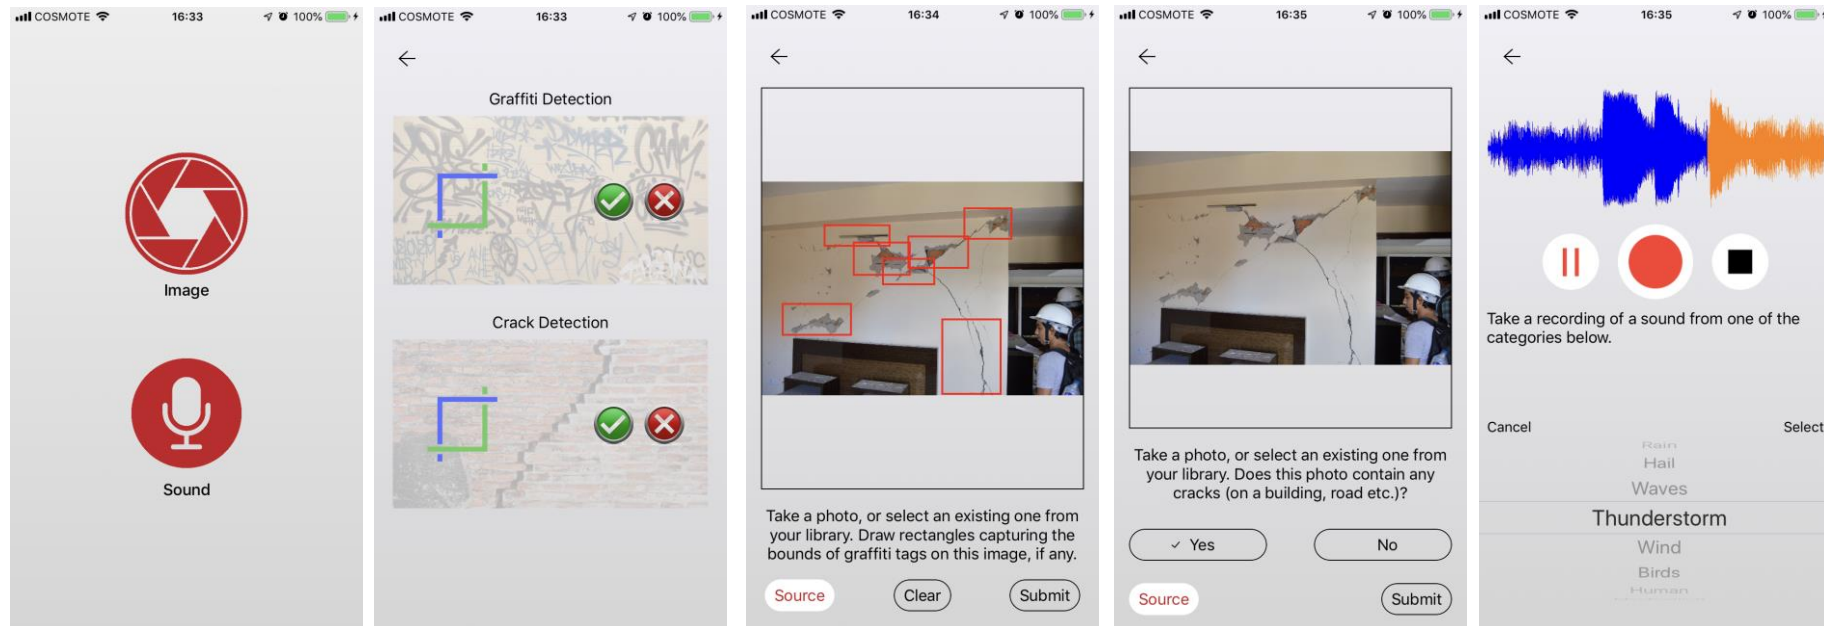 COSMOTE 16:33 100%
Image
Sound
COSMOTE 16:33 100%
Graffiti Detection
Crack Detection
COSMOTE 16:34 100%
Take a photo, or select an existing one from
your library. Draw rectangles capturing the
bounds of graffiti tags on this image, if any.
Source Clear Submit
COSMOTE 16:35 100%
Take a photo, or select an existing one from
your library. Does this photo contain any
cracks (on a building, road etc.)?
Yes No
Source Submit
COSMOTE 16:35 100%
Take a recording of a sound from one of the
categories below.
Cancel Select
Rain
Hail
Waves
Thunderstorm
Wind
Birds
Human